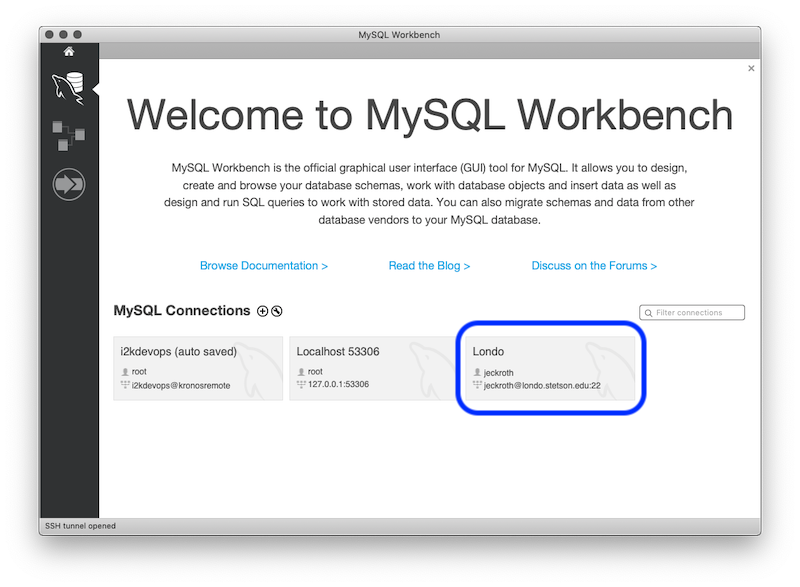 MySQL Workbench
Welcome to MySQL Workbench
MySQL Workbench is the official graphical user interface (GUI) tool for MySQL. It allows you to design,
create and browse your database schemas, work with database objects and insert data as well as
design and run SQL queries to work with stored data. You can also migrate schemas and data from other
database vendors to your MySQL database.
Browse Documentation > Read the Blog > Discuss on the Forums >
MySQL Connections
Filter connections
i2kdevops (auto saved)
root
i2kdevops@kronosremote
Localhost 53306
root
127.0.0.1:53306
Londo
jeckroth
jeckroth@londo.stetson.edu:22
SSH tunnel opened